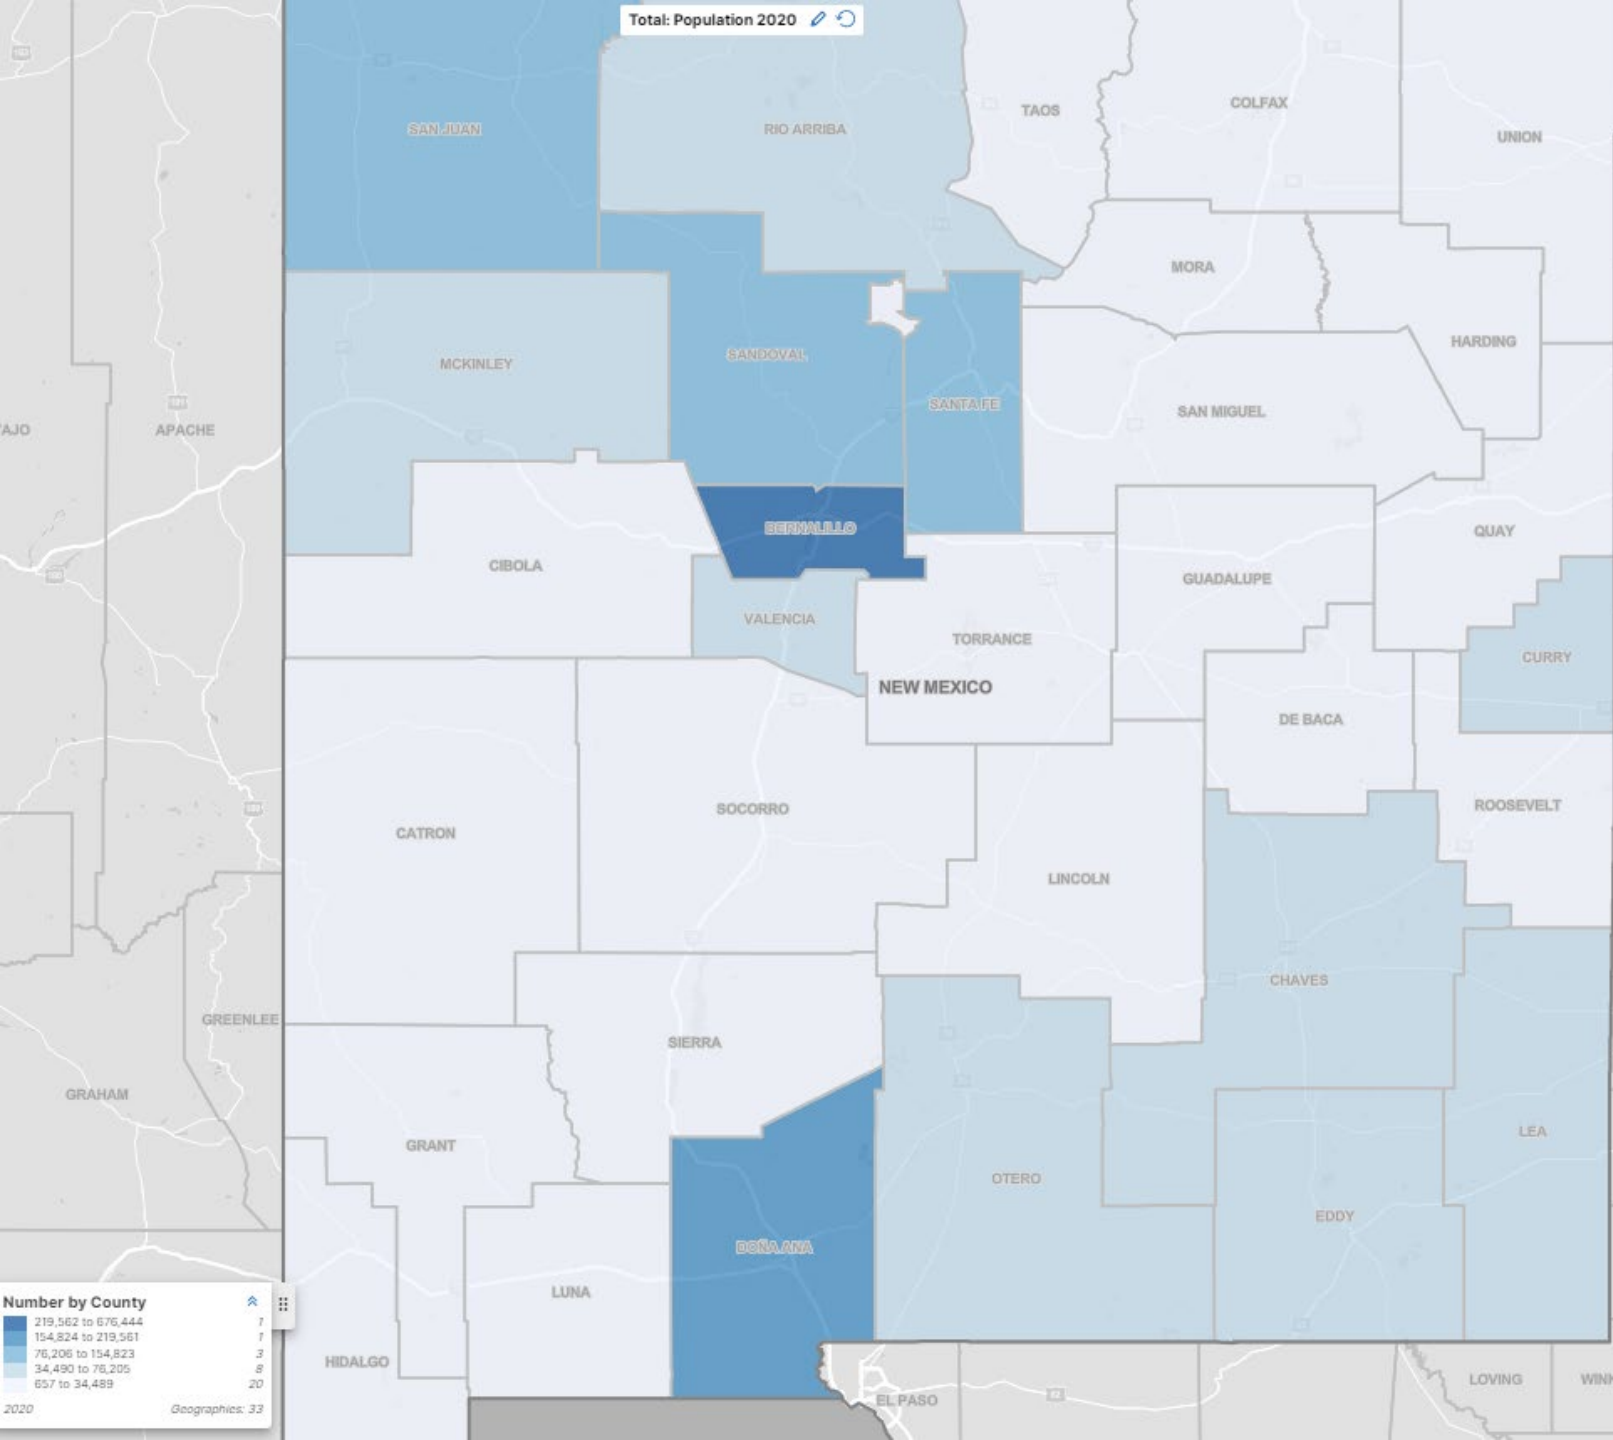 Total: Population 2020
TAOS
COLFAX
UNION
SAN JUAN
RIO ARRIBA
MORA
HARDING
MCKINLEY
SANDOVAL
SANTA FE
SAN MIGUEL
AJO
APACHE
BERNALILLO
QUAY
CIBOLA
GUADALUPE
VALENCIA
TORRANCE
CURRY
NEW MEXICO
DE BACA
CATRON
SOCORRO
ROOSEVELT
LINCOLN
CHAVES
GREENLEE
SIERRA
GRAHAM
GRANT
LEA
OTERO
EDDY
DOÑA ANA
LUNA
HIDALGO
EL PASO
LOVING
WINK
Number by County
219,562 to 676,444 1
154,824 to 219,561 1
76,206 to 154,823 3
34,490 to 76,205 8
657 to 34,489 20
2020 Geographies: 33